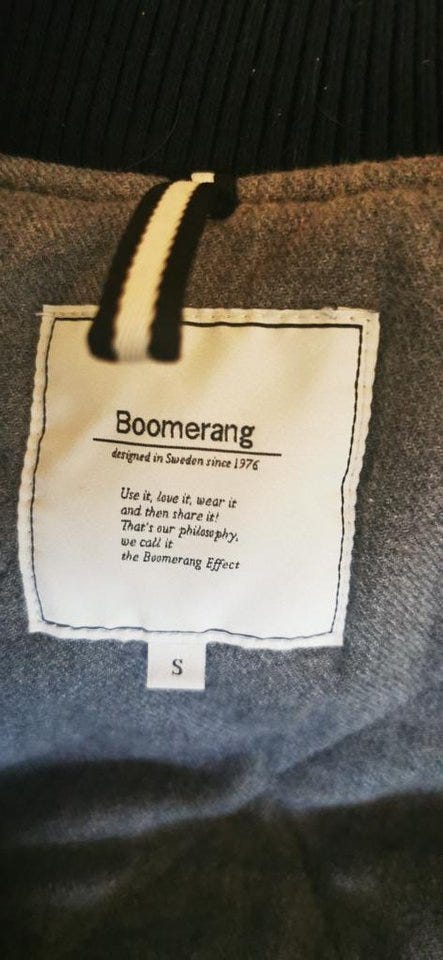 Boomerang
designed in Sweden since 1976
Use it, love it, wear it
and then share it!
That's our philosophy,
we call it
the Boomerang Effect
S